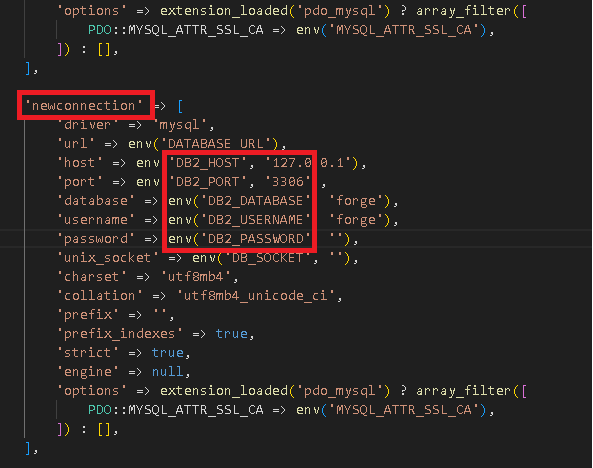 'options' => extension_loaded('pdo_mysql') ? array_filter([
PDO::MYSQL_ATTR_SSL_CA => env('MYSQL_ATTR_SSL_CA'),
]) : [],
],
'newconnection' => [
'driver' => 'mysql',
'url' => env('DATABASE_URL'),
'host' => env('DB2_HOST', '127.0.0.1'),
'port' => env('DB2_PORT', '3306'),
'database' => env('DB2_DATABASE', 'forge'),
'username' => env('DB2_USERNAME', 'forge'),
'password' => env('DB2_PASSWORD', ''),
'unix_socket' => env('DB_SOCKET', ''),
'charset' => 'utf8mb4',
'collation' => 'utf8mb4_unicode_ci',
'prefix' => '',
'prefix_indexes' => true,
'strict' => true,
'engine' => null,
'options' => extension_loaded('pdo_mysql') ? array_filter([
PDO::MYSQL_ATTR_SSL_CA => env('MYSQL_ATTR_SSL_CA'),
]) : [],
],